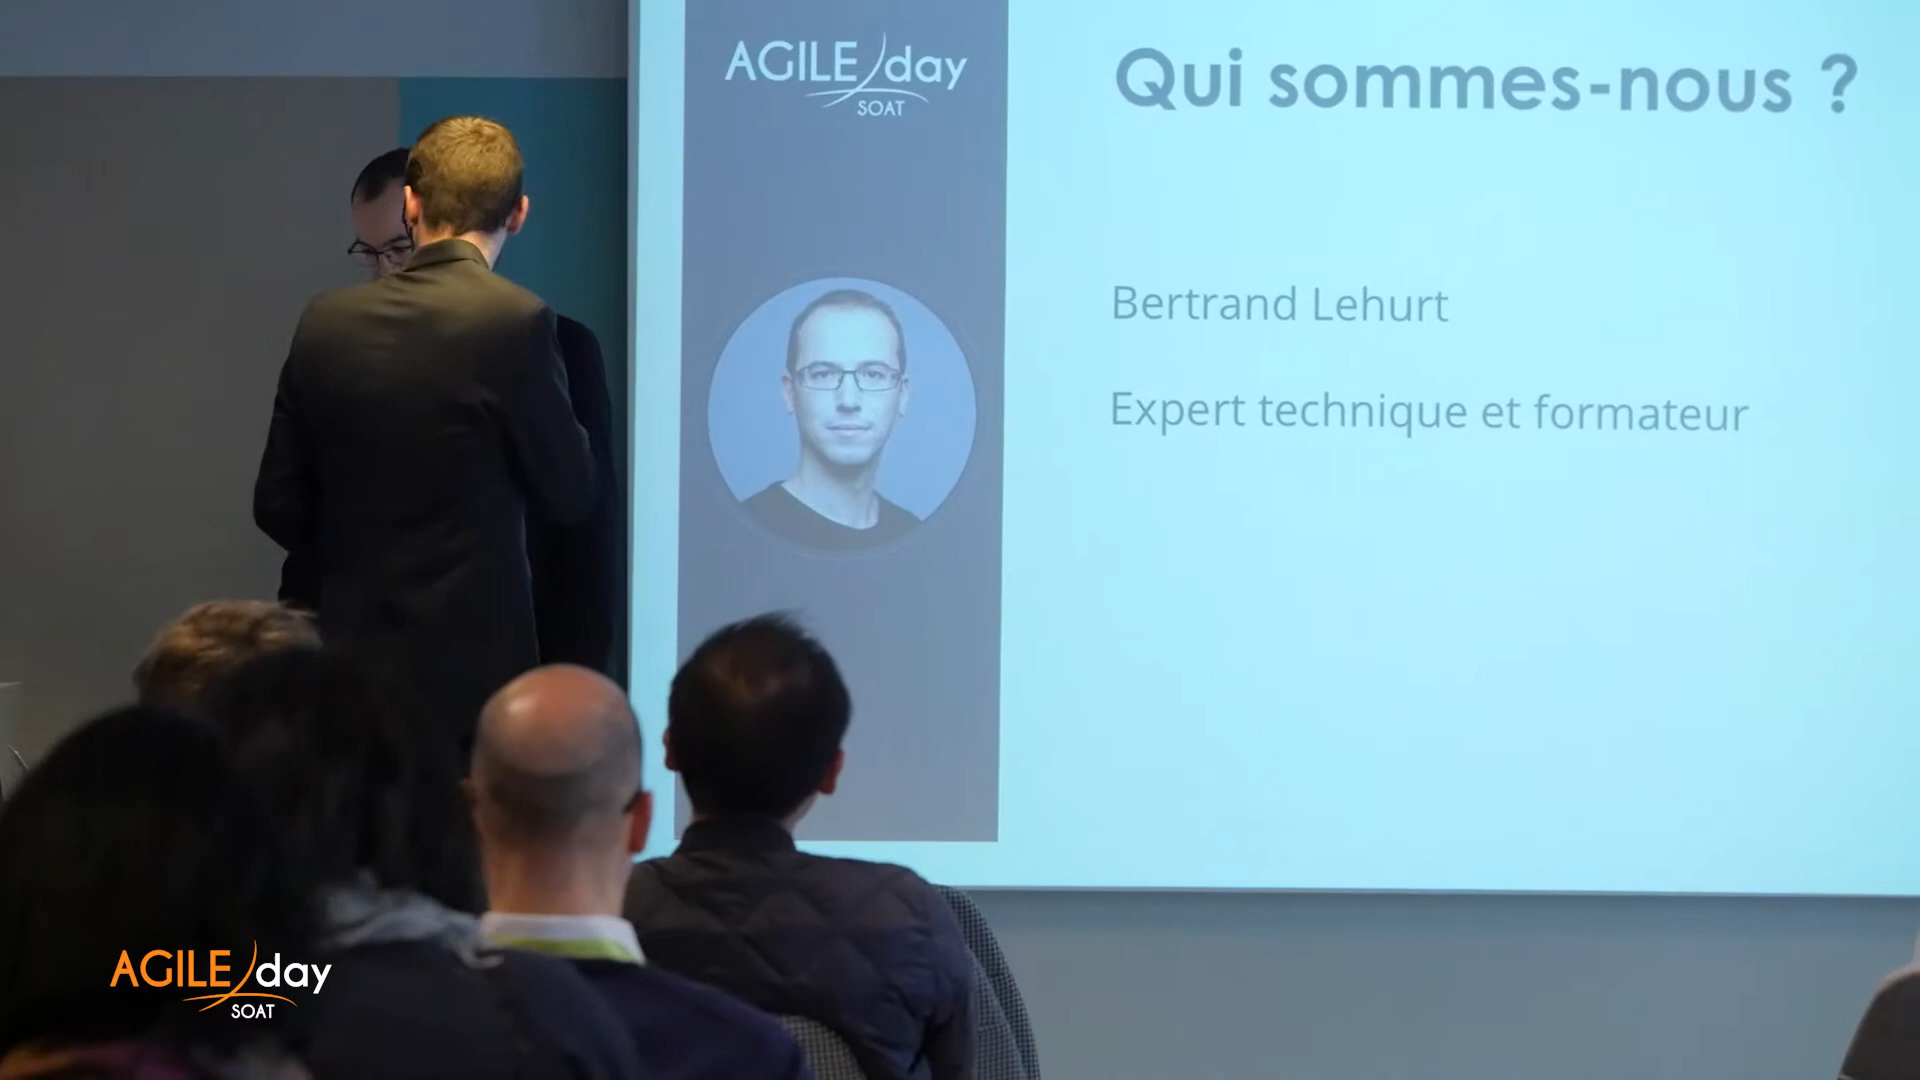 AGILE day
SOAT
Qui sommes-nous ?
Bertrand Lehurt
Expert technique et formateur
AGILE day
SOAT